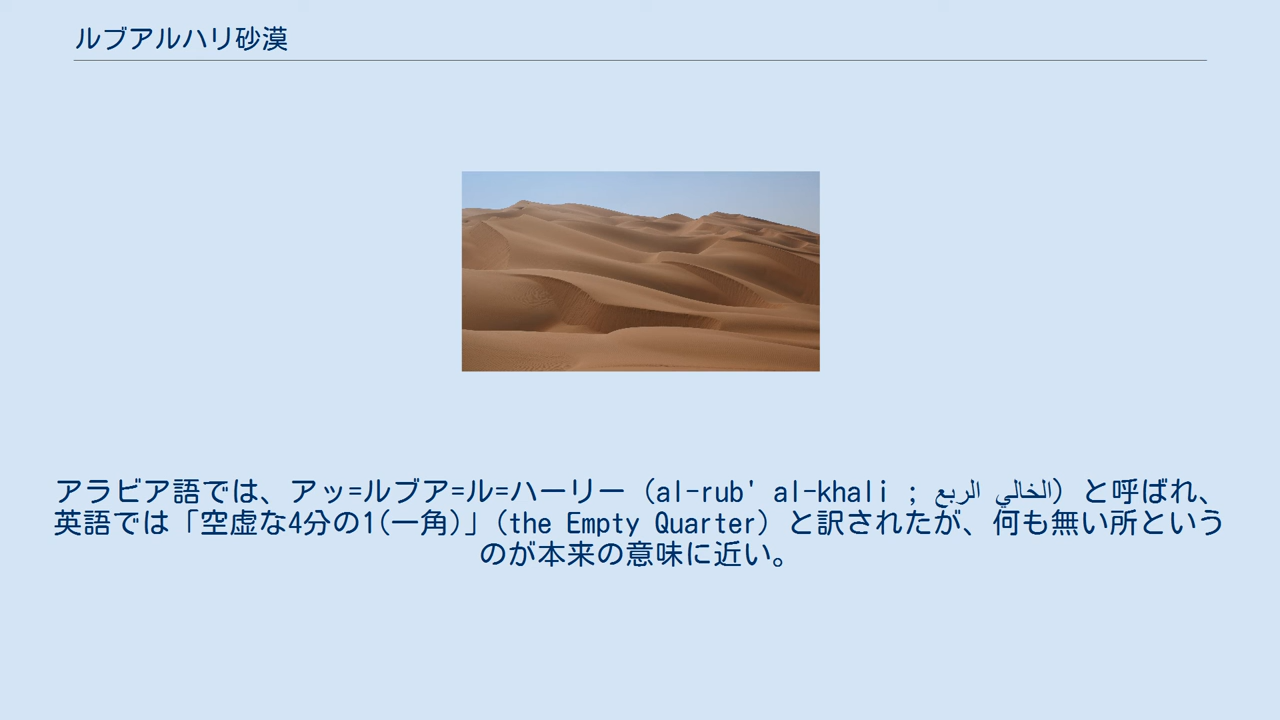 ルブアルハリ砂漠
アラビア語では、アッ=ルブア=ル=ハーリー（al-rub' al-khali ; الربع الخالي）と呼ばれ、
英語では「空虚な4分の1(一角)」（the Empty Quarter）と訳されたが、何も無い所という
のが本来の意味に近い。